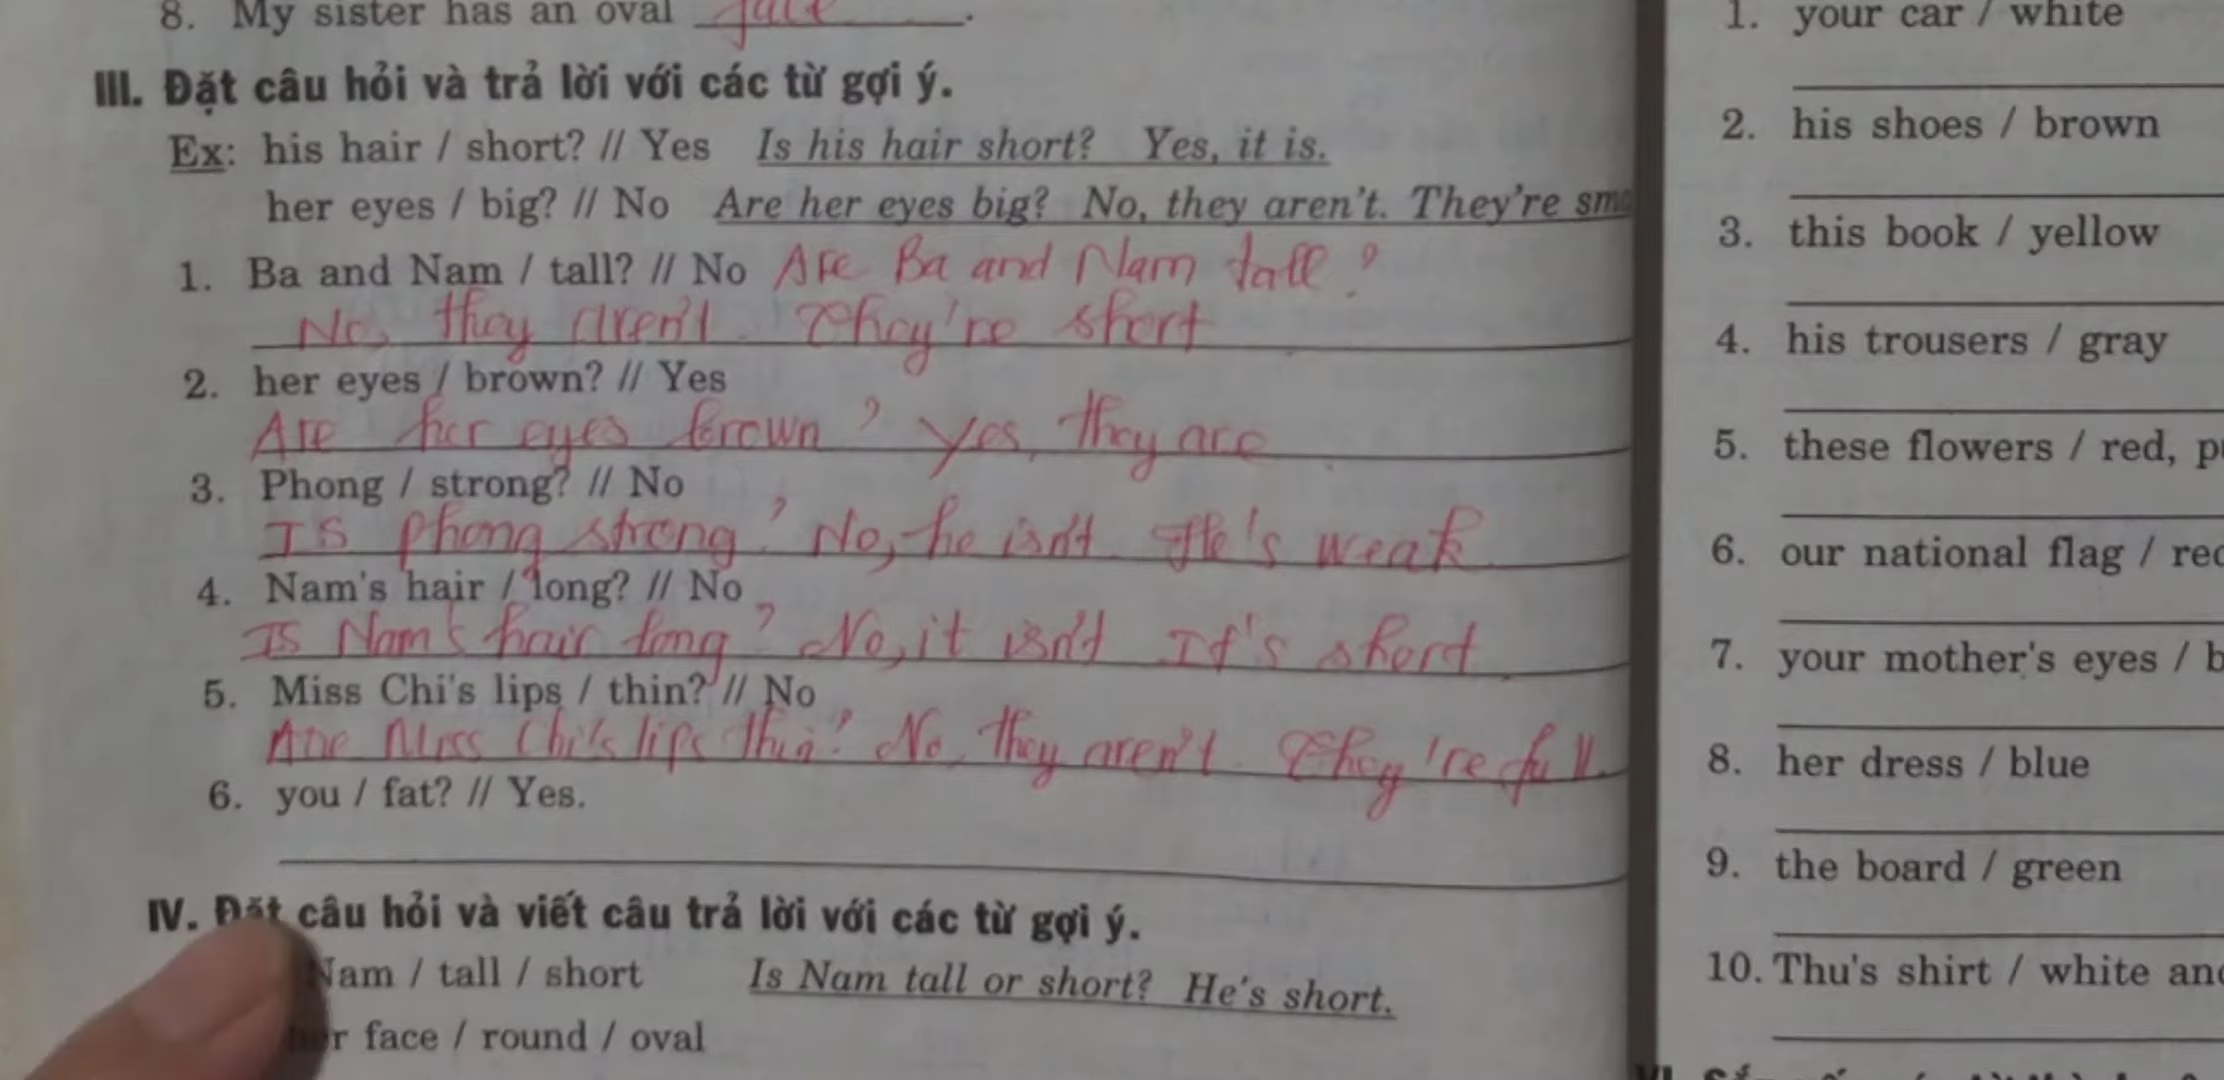 8. My sister has an oval face.
III. Đặt câu hỏi và trả lời với các từ gợi ý.
Ex: his hair / short? // Yes Is his hair short? Yes, it is.
her eyes / big? // No Are her eyes big? No, they aren't. They're
1. Ba and Nam / tall? // No Are Ba and Nam tall?
No, they aren't. They're short
2. her eyes / brown? // Yes
Are her eyes brown? Yes, they are
3. Phong / strong? // No
Is Phong strong? No, he isn't He's weak
4. Nam's hair / long? // No
Is Nam's hair long? No, it isn't It's short
5. Miss Chi's lips / thin? // No
Are Miss Chi's lips thin? No, they aren't. They're full
6. you / fat? // Yes.
IV. Đặt câu hỏi và viết câu trả lời với các từ gợi ý.
Nam / tall / short Is Nam tall or short? He's short.
face / round / oval
1. your car / white
2. his shoes / brown
3. this book / yellow
4. his trousers / gray
5. these flowers / red,
6. our national flag /
7. your mother's eyes /
8. her dress / blue
9. the board / green
10. Thu's shirt / white